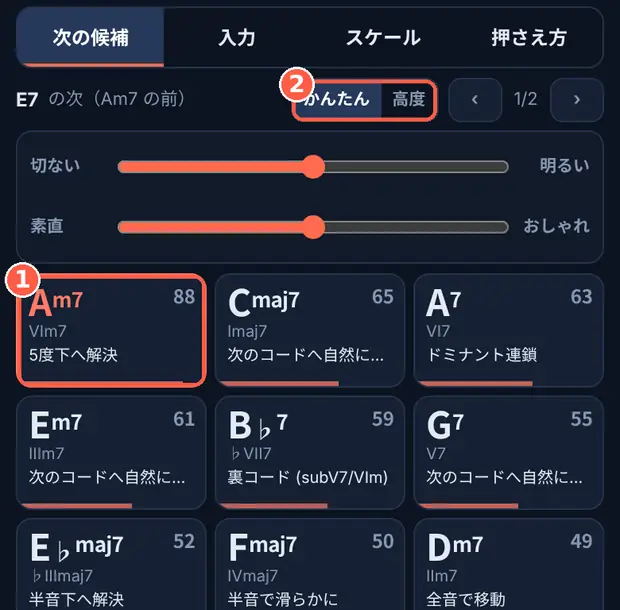 次の候補 入力 スケール 押さえ方
E7 の次（Am7 の前） かんたん 高度 ‹ 1/2 ›
2
切ない 明るい
素直 おしゃれ
1
Am7 88 Cmaj7 65 A7 63
VIm7 Imaj7 VI7
5度下へ解決 次のコードへ自然に… ドミナント連鎖
Em7 61 B♭7 59 G7 55
IIIm7 ♭VII7 V7
次のコードへ自然に… 裏コード (subV7/VIm) 次のコードへ自然に…
E♭maj7 52 Fmaj7 50 Dm7 49
♭IIImaj7 IVmaj7 IIm7
半音下へ解決 半音で滑らかに 全音で移動